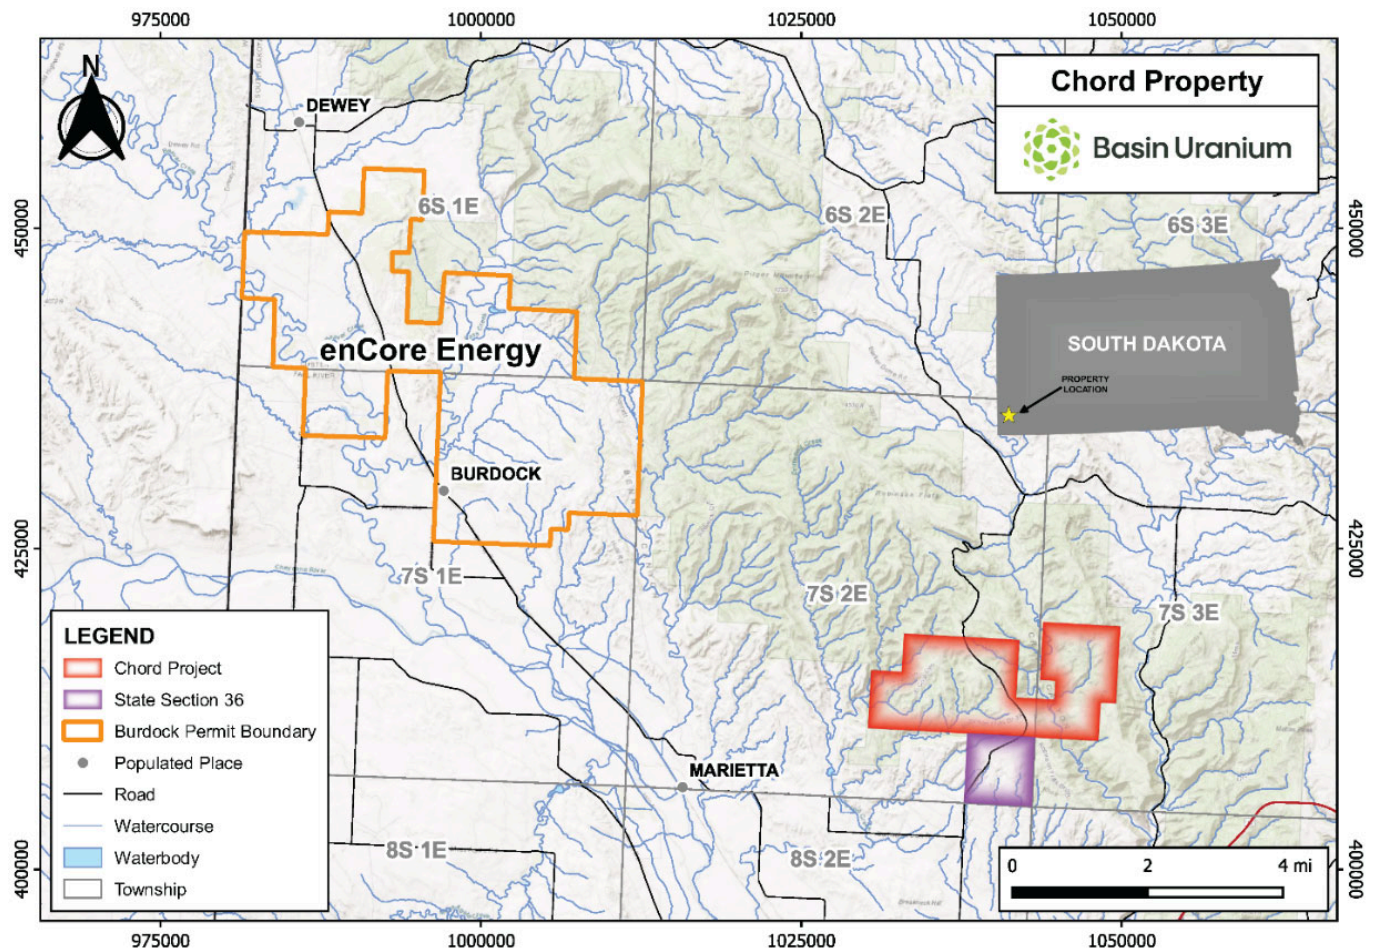 975000
1000000
1025000
1050000
N
DEWEY
Chord Property
Basin Uranium
6S 1E
6S 2E
6S 3E
450000
450000
enCore Energy
SOUTH DAKOTA
PROPERTY
LOCATION
BURDOCK
425000
425000
7S 1E
7S 2E
7S 3E
LEGEND
Chord Project
State Section 36
Burdock Permit Boundary
Populated Place
Road
Watercourse
Waterbody
Township
MARIETTA
8S 1E
8S 2E
400000
400000
0 2 4 mi
975000
1000000
1025000
1050000